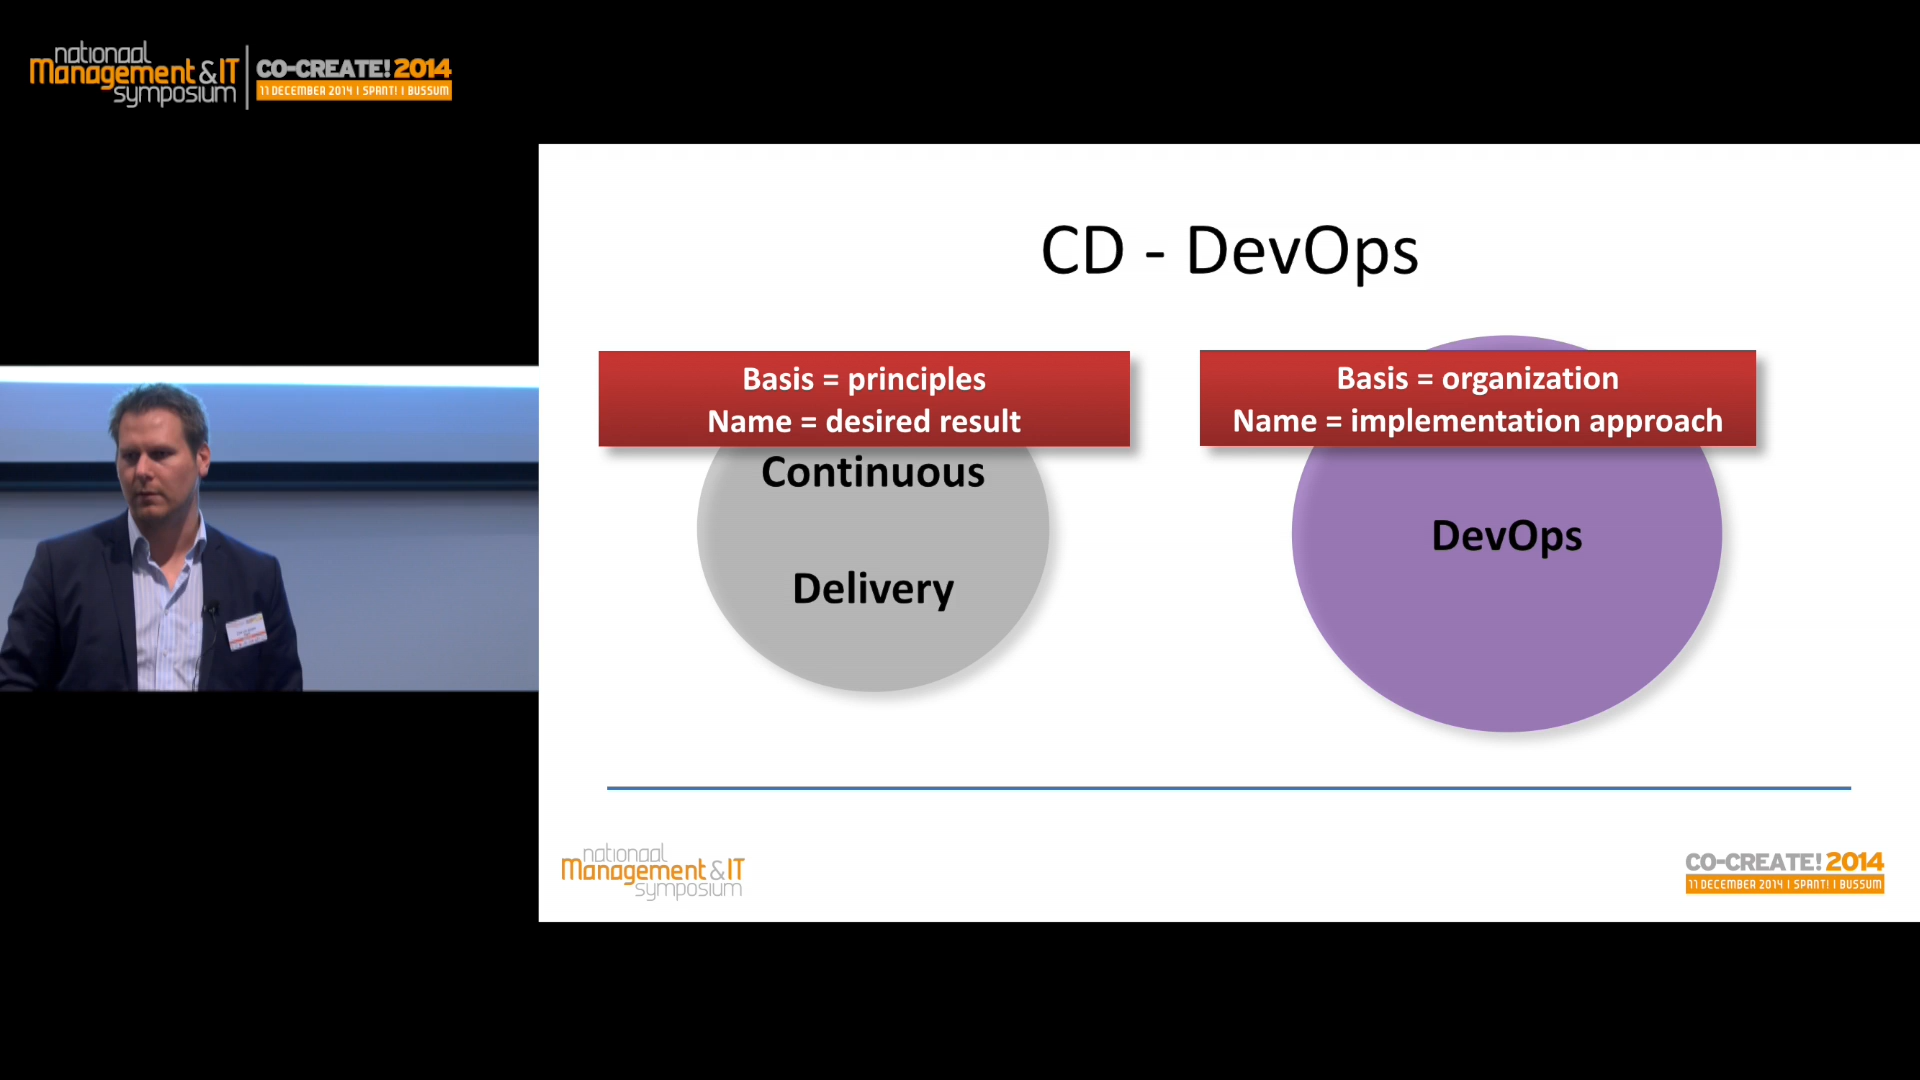 nationaal
Management & IT
symposium
CO-CREATE! 2014
11 DECEMBER 2014 | SPANT! | BUSSUM
CD - DevOps
Basis = principles
Name = desired result
Continuous
Delivery
Basis = organization
Name = implementation approach
DevOps
nationaal
Management & IT
symposium
CO-CREATE! 2014
11 DECEMBER 2014 | SPANT! | BUSSUM